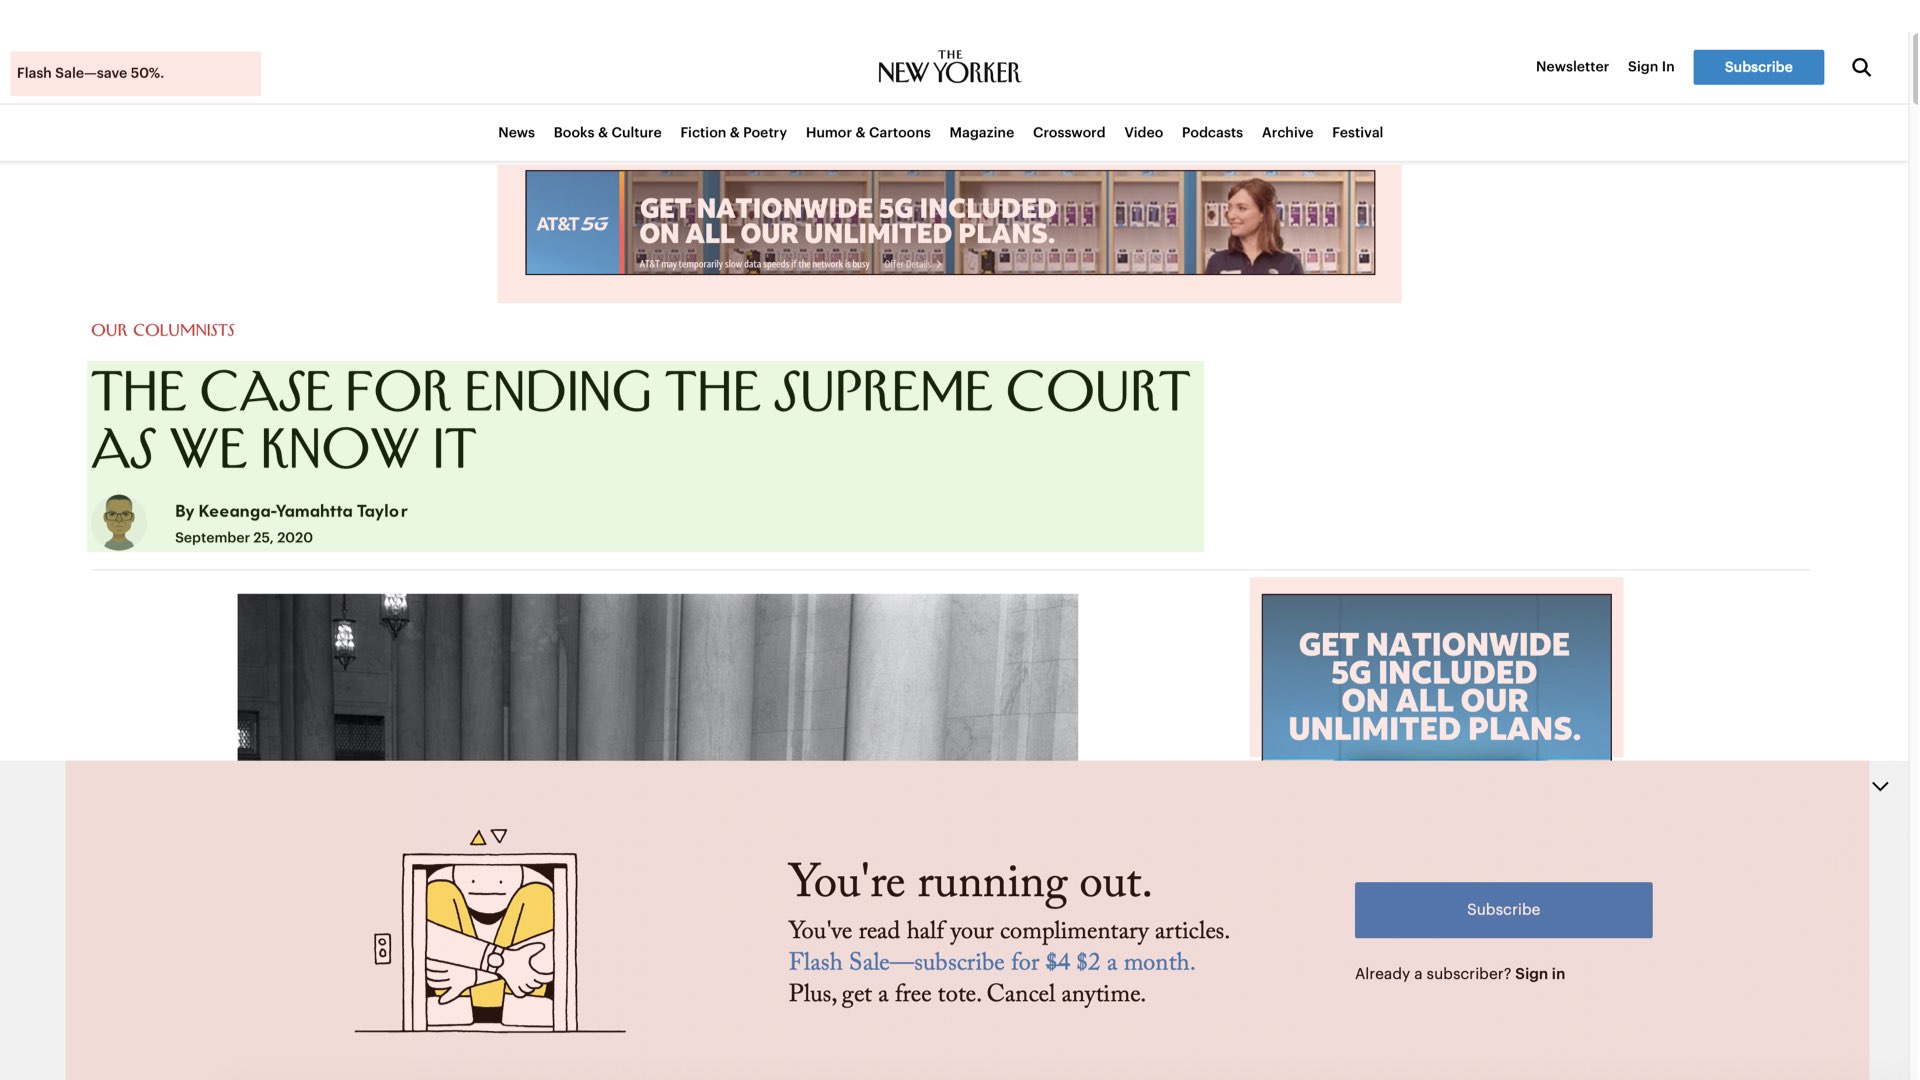 Flash Sale—save 50%.
THE
NEW YORKER
Newsletter Sign In Subscribe
News Books & Culture Fiction & Poetry Humor & Cartoons Magazine Crossword Video Podcasts Archive Festival
AT&T 5G
GET NATIONWIDE 5G INCLUDED
ON ALL OUR UNLIMITED PLANS.
AT&T may temporarily slow data speeds if the network is busy Offer Details >
OUR COLUMNISTS
THE CASE FOR ENDING THE SUPREME COURT
AS WE KNOW IT
By Keeanga-Yamahtta Taylor
September 25, 2020
GET NATIONWIDE
5G INCLUDED
ON ALL OUR
UNLIMITED PLANS.
You're running out.
You've read half your complimentary articles.
Flash Sale—subscribe for $4 $2 a month.
Plus, get a free tote. Cancel anytime.
Subscribe
Already a subscriber? Sign in